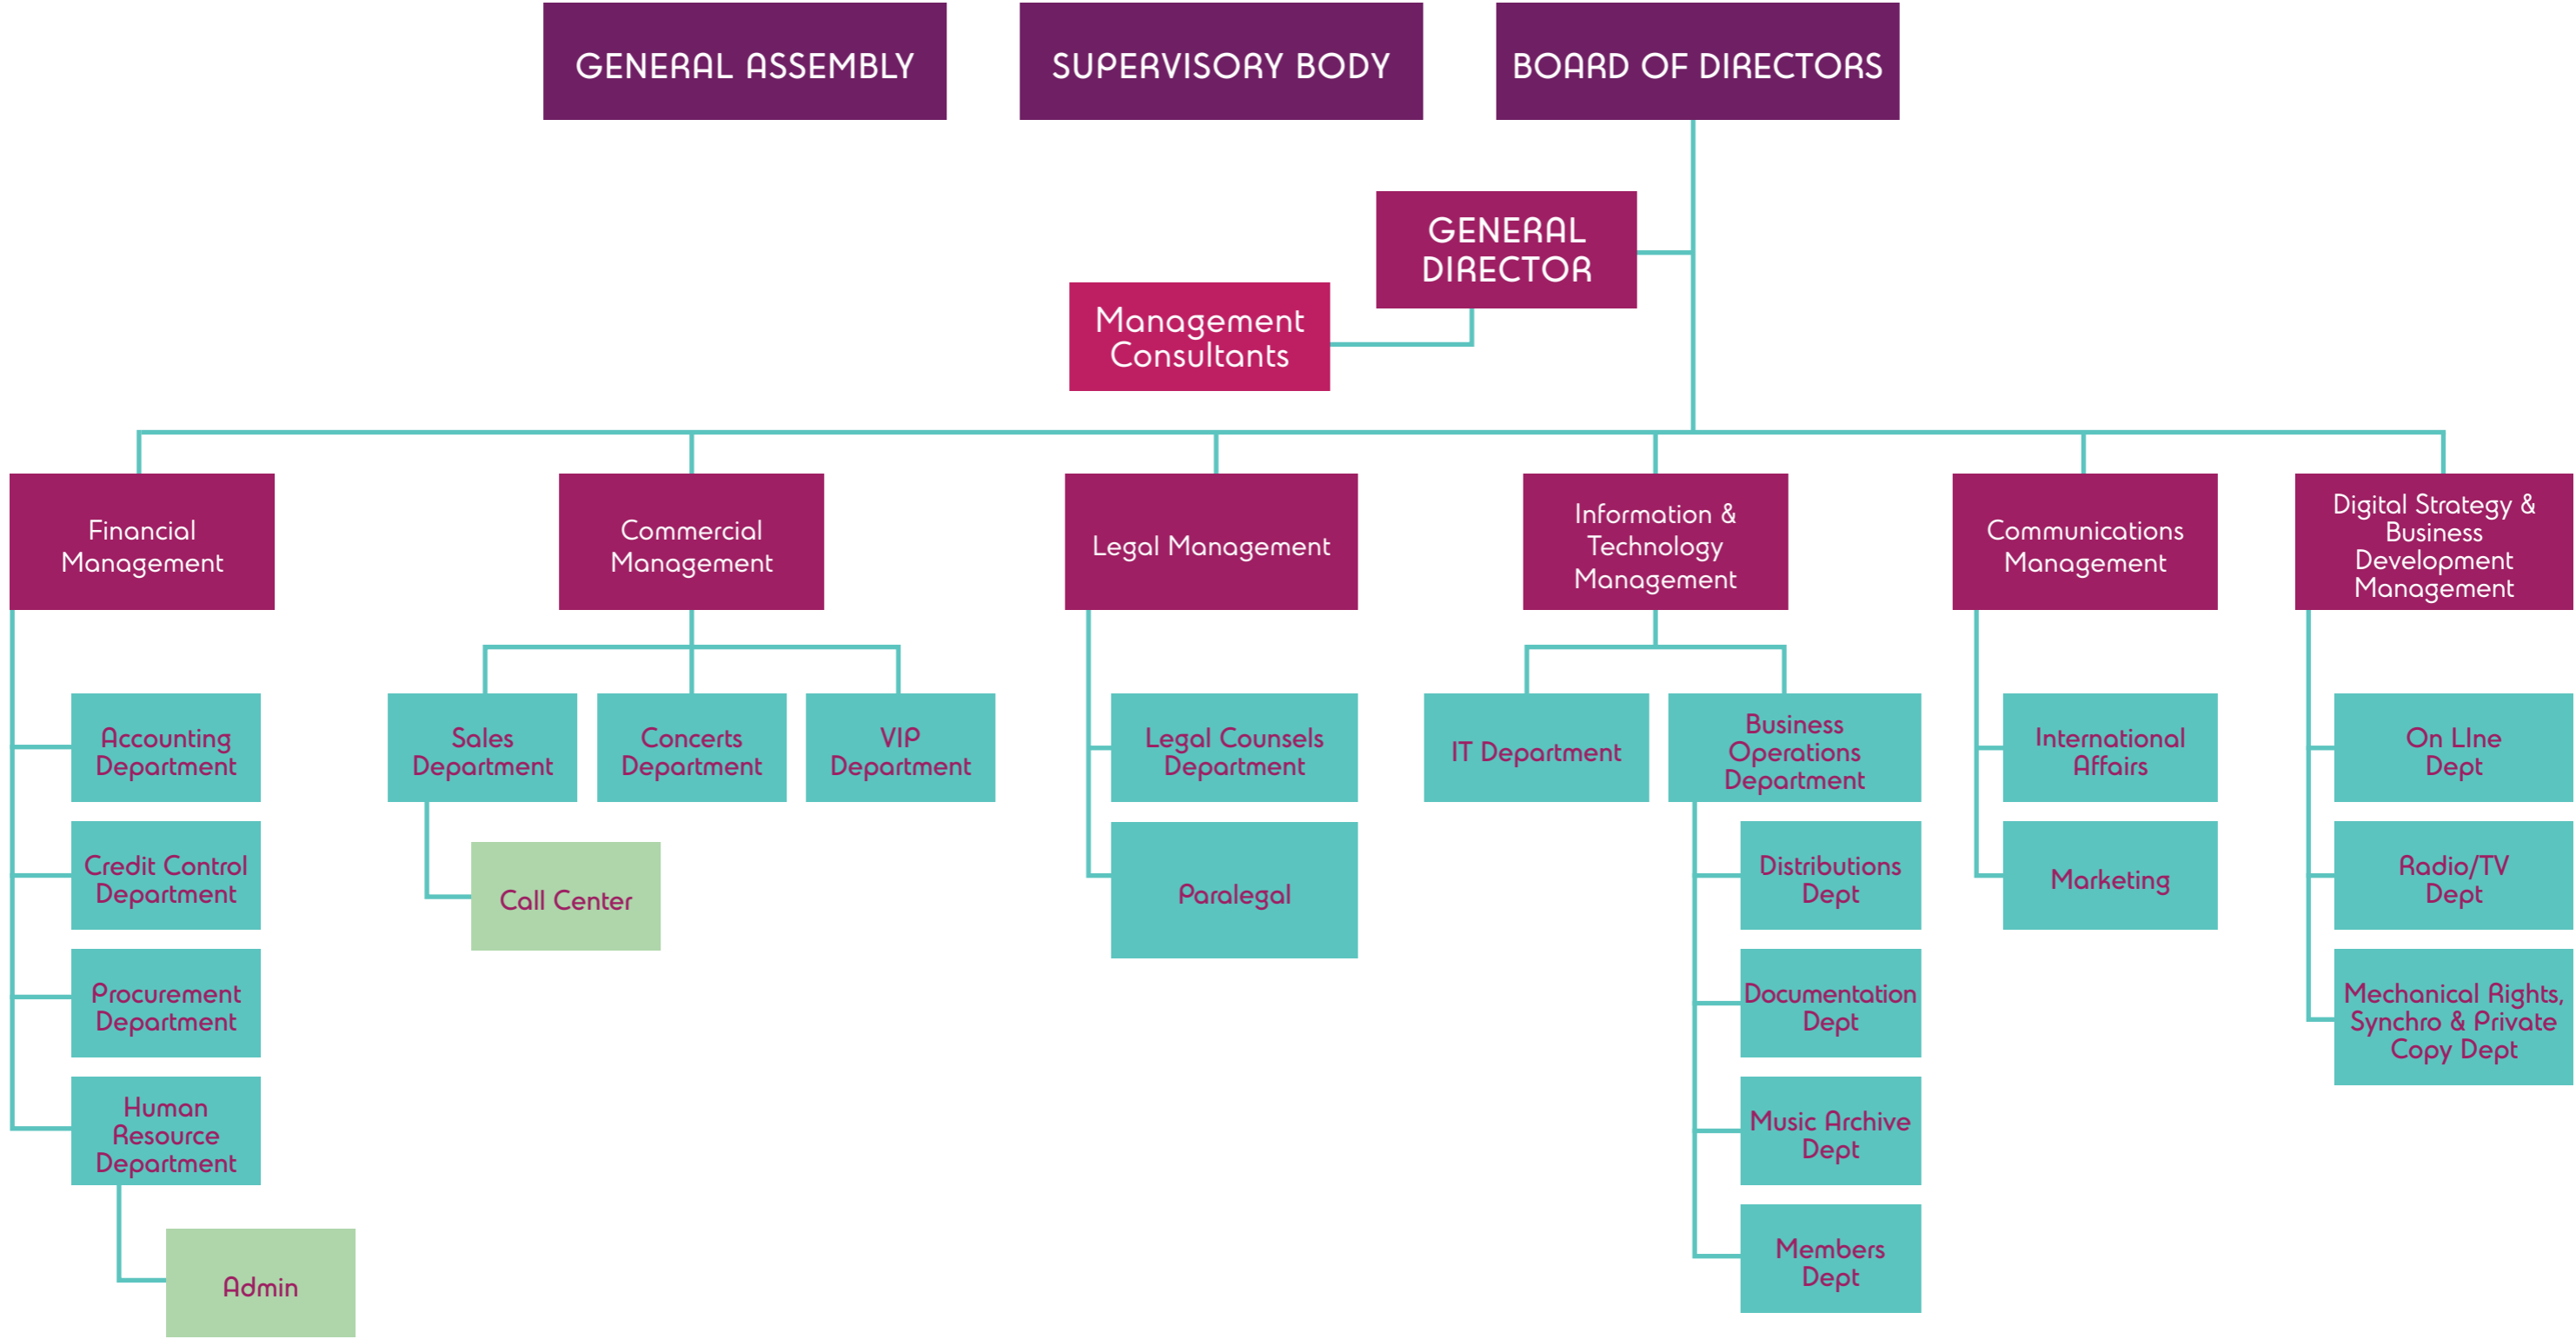 GENERAL ASSEMBLY
SUPERVISORY BODY
BOARD OF DIRECTORS
GENERAL
DIRECTOR
Management
Consultants
Financial
Management
Commercial
Management
Legal Management
Information &
Technology
Management
Communications
Management
Digital Strategy &
Business
Development
Management
Accounting
Department
Credit Control
Department
Procurement
Department
Human
Resource
Department
Admin
Sales
Department
Call Center
Concerts
Department
VIP
Department
Legal Counsels
Department
Paralegal
IT Department
Business
Operations
Department
Distributions
Dept
Documentation
Dept
Music Archive
Dept
Members
Dept
International
Affairs
Marketing
On LIne
Dept
Radio/TV
Dept
Mechanical Rights,
Synchro & Private
Copy Dept